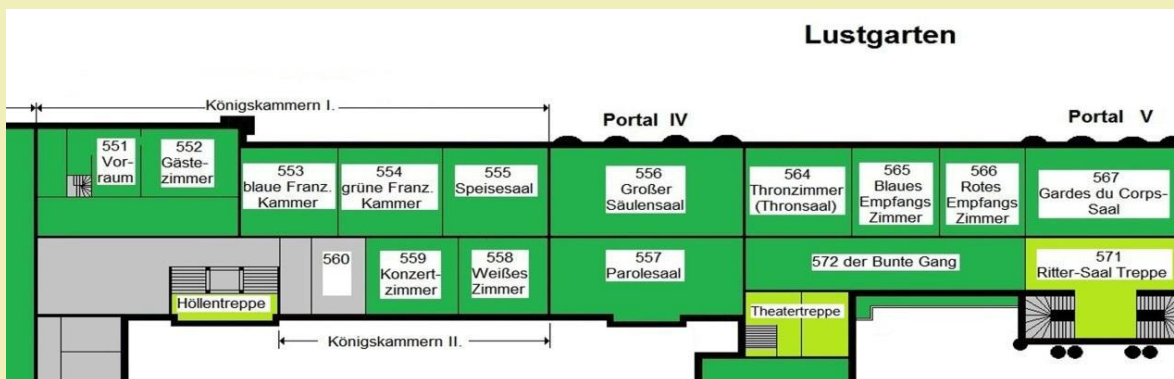 Lustgarten
Königskammern I.
Portal IV
Portal V
551
Vor-
raum
552
Gäste-
zimmer
553
blaue Franz.
Kammer
554
grüne Franz.
Kammer
555
Speisesaal
556
Großer
Säulensaal
564
Thronzimmer
(Thronsaal)
565
Blaues
Empfangs
Zimmer
566
Rotes
Empfangs
Zimmer
567
Gardes du Corps-
Saal
560
559
Konzert-
zimmer
558
Weißes
Zimmer
557
Parolesaal
572 der Bunte Gang
571
Ritter-Saal Treppe
Höllentreppe
Theatertreppe
Königskammern II.